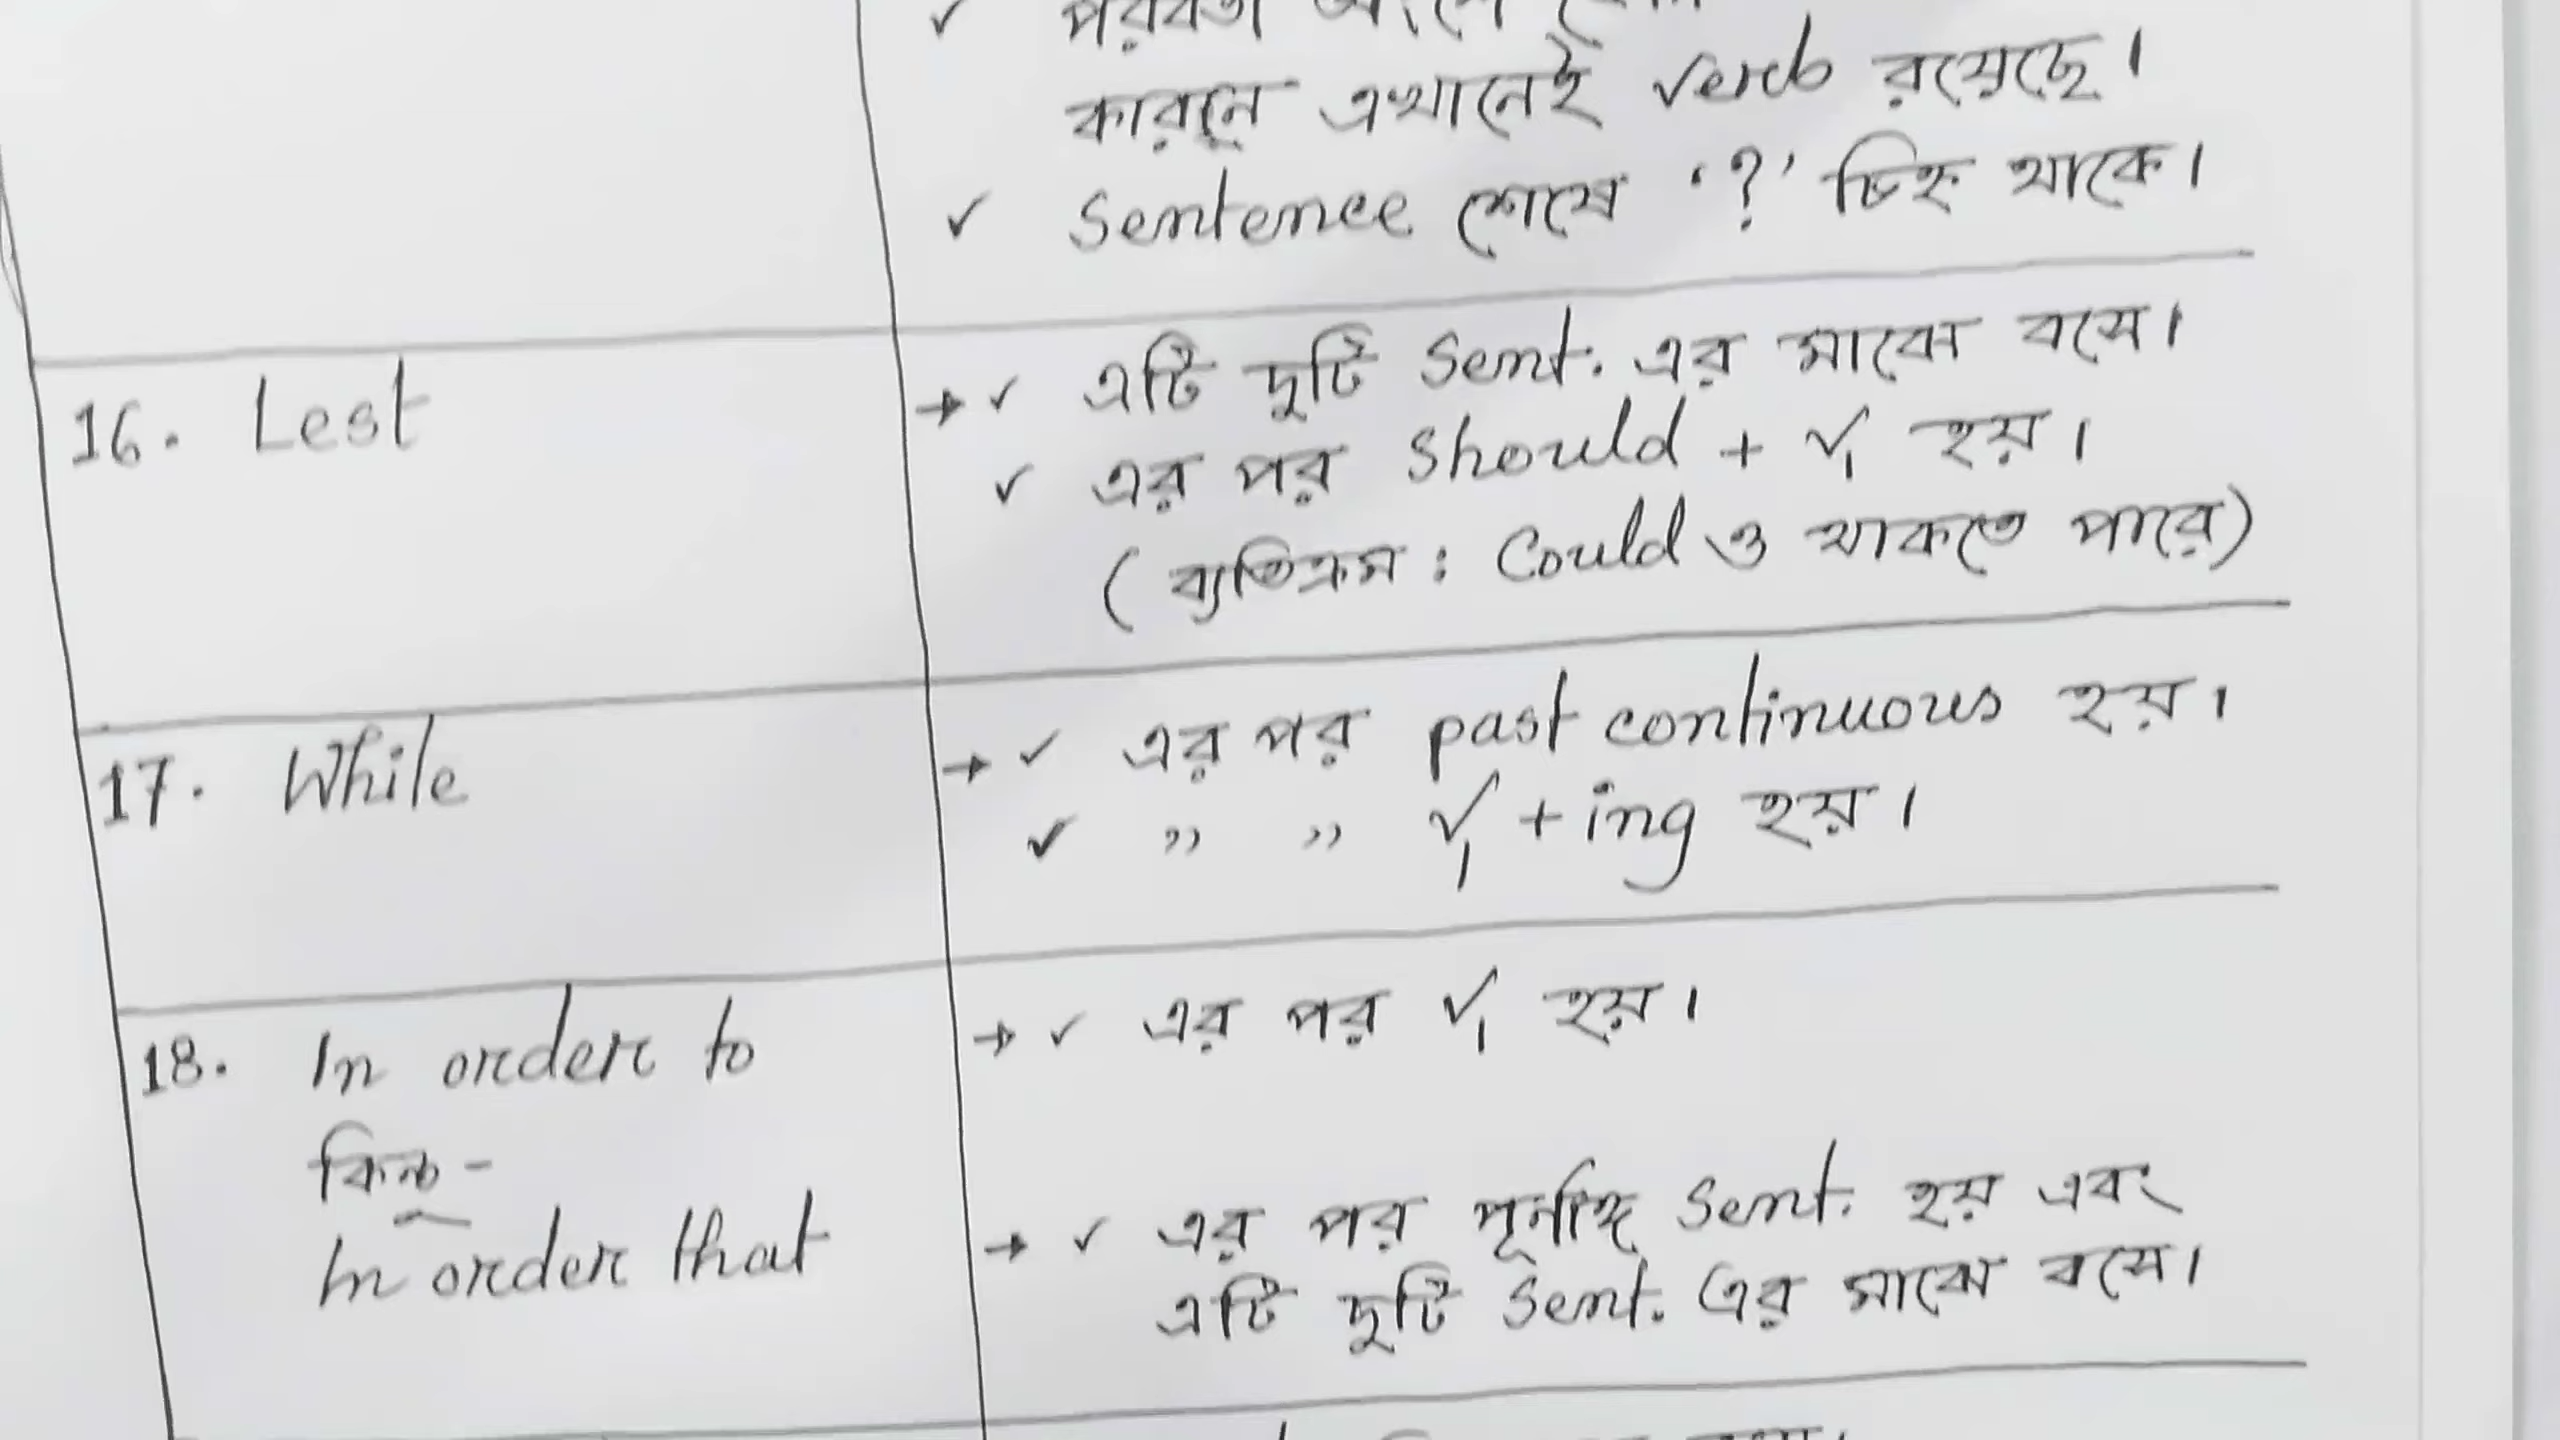 ✓ পরবর্তী অংশে
কারনে এখানেই verb রয়েছে।
✓ Sentence শেষে '?' চিহ্ন থাকে।
16. Lest → ✓ এটি দুটি Sent. এর মাঝে বসে।
✓ এর পর Should + V₁ হয়।
(ব্যতিক্রম : Could ও থাকতে পারে)
17. While → ✓ এর পর past continuous হয়।
✓ " " V₁ + ing হয়।
18. In order to → ✓ এর পর V₁ হয়।
কিন্তু -
In order that → ✓ এর পর পূর্নাঙ্গ Sent. হয় এবং
এটি দুটি Sent. এর মাঝে বসে।